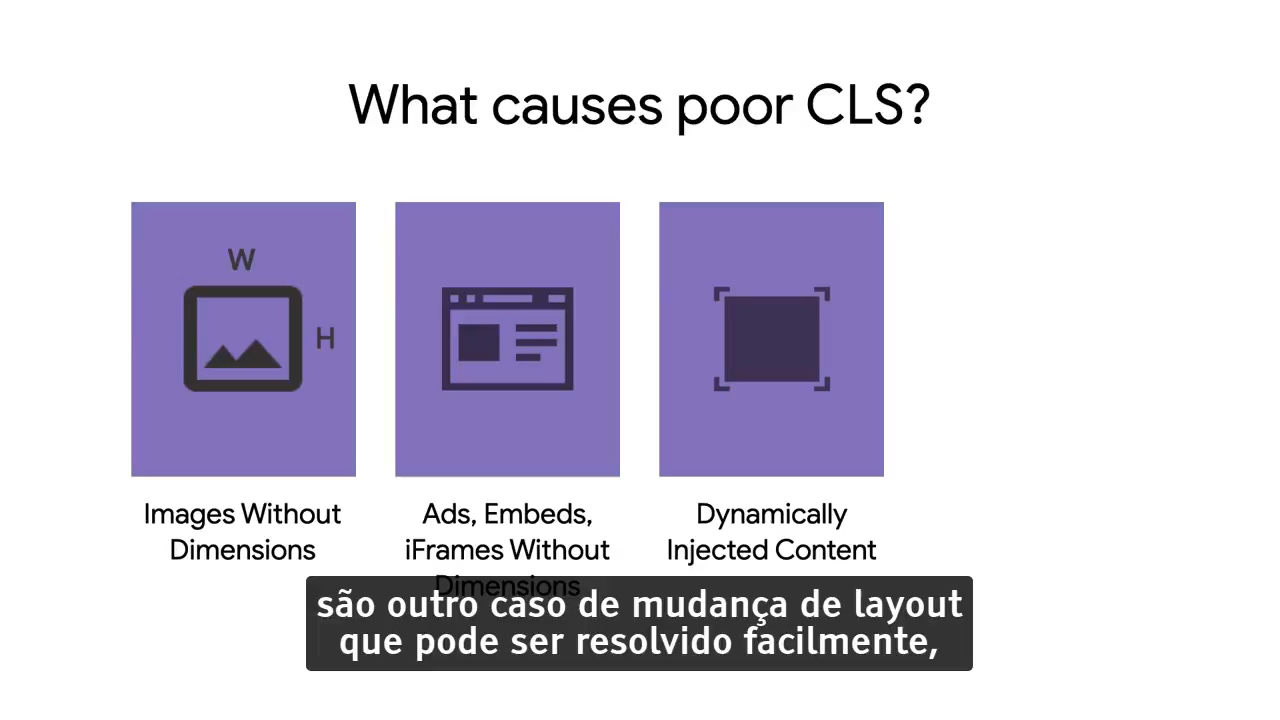 What causes poor CLS?
W
H
Images Without
Dimensions
Ads, Embeds,
iFrames Without
Dimensions
Dynamically
Injected Content
são outro caso de mudança de layout
que pode ser resolvido facilmente,